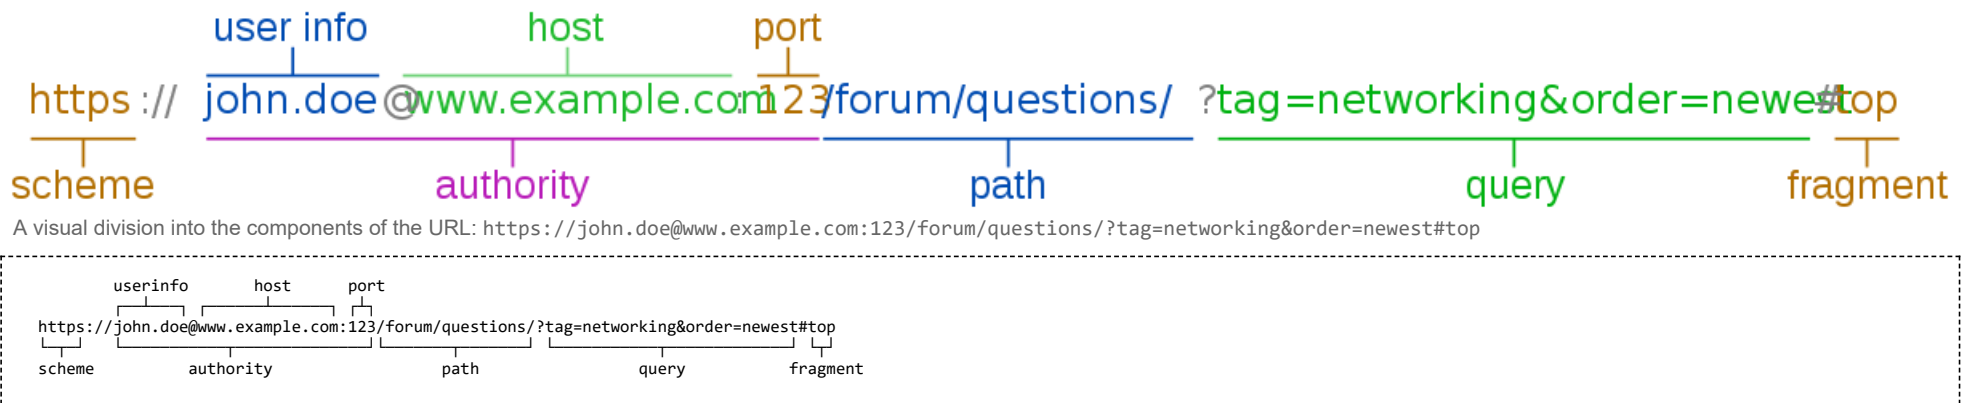 user info host port
https :// john.doe @ www.example.com : 123 /forum/questions/ ? tag=networking&order=newest # top
scheme authority path query fragment
A visual division into the components of the URL: https://john.doe@www.example.com:123/forum/questions/?tag=networking&order=newest#top
userinfo host port
https://john.doe@www.example.com:123/forum/questions/?tag=networking&order=newest#top
scheme authority path query fragment